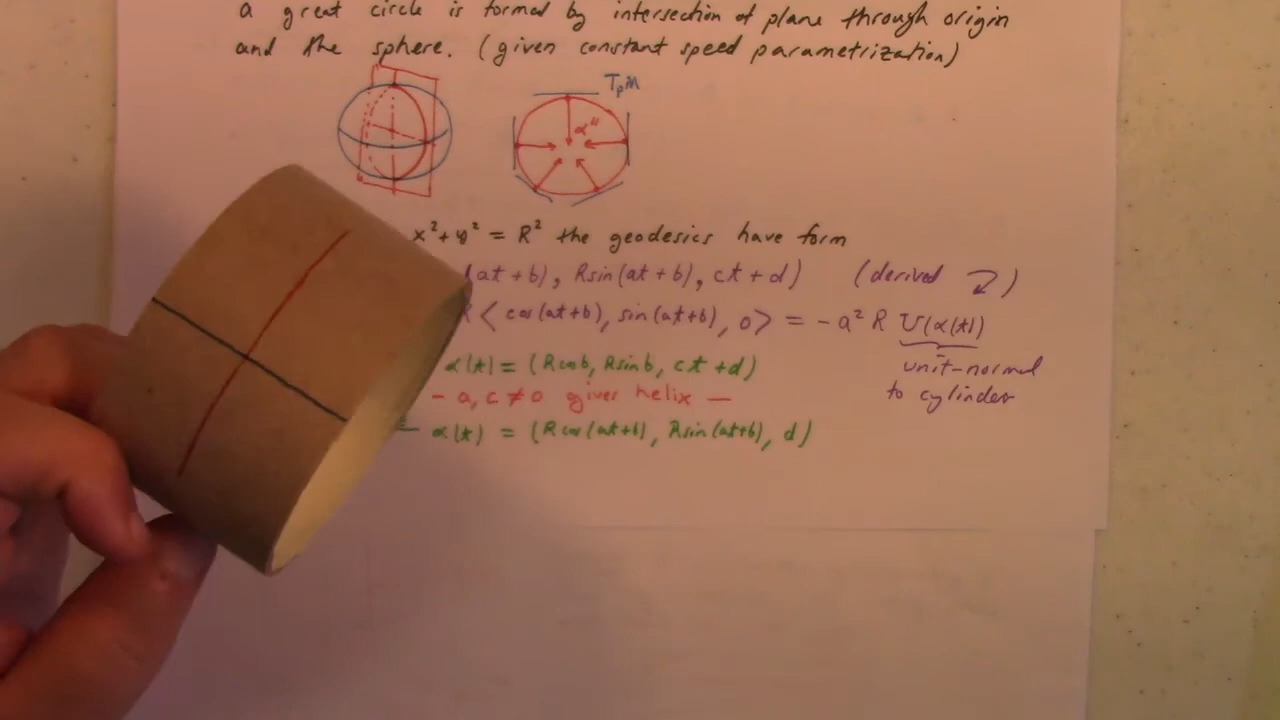 a great circle is formed by intersection of plane through origin
and the sphere. (given constant speed parametrization)
TpM
α"
x² + y² = R² the geodesics have form
(at + b), Rsin(at + b), ct + d) (derived
⟨cos(at+b), sin(at+b), 0⟩ = -a² R U(α(t))
unit-normal
to cylinder
α(t) = (Rcosb, Rsinb, ct + d)
- a, c ≠ 0 gives helix -
α(t) = (Rcos(at+b), Rsin(at+b), d)